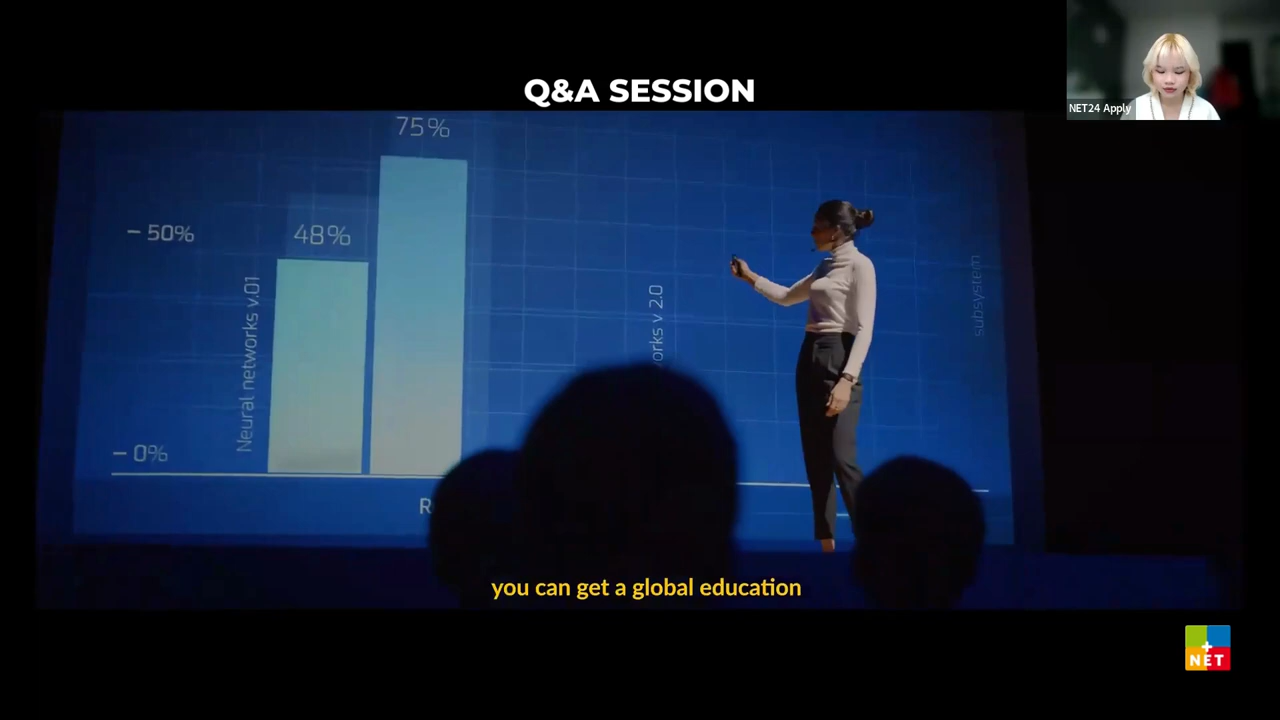 Q&A SESSION
NET24 Apply
75%
– 50%
48%
Neural networks v.01
orks v 2.0
subsystem
– 0%
R
you can get a global education
+
NET